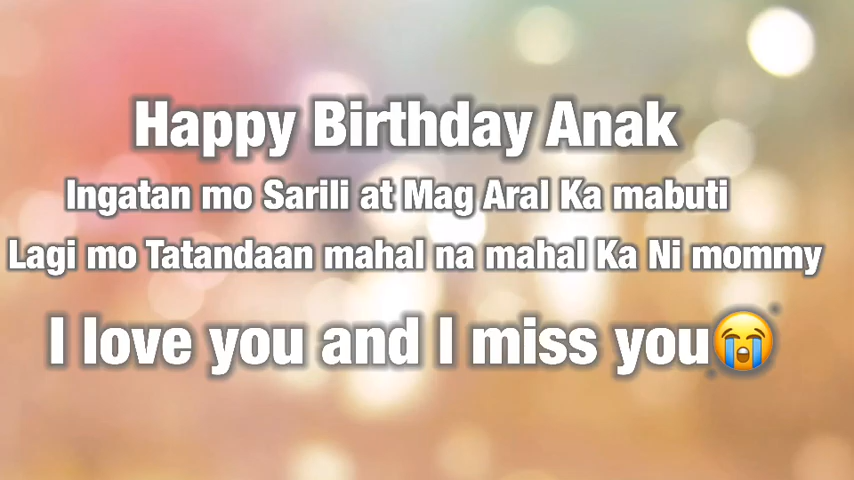 Happy Birthday Anak
Ingatan mo Sarili at Mag Aral Ka mabuti
Lagi mo Tatandaan mahal na mahal Ka Ni mommy
I love you and I miss you😭